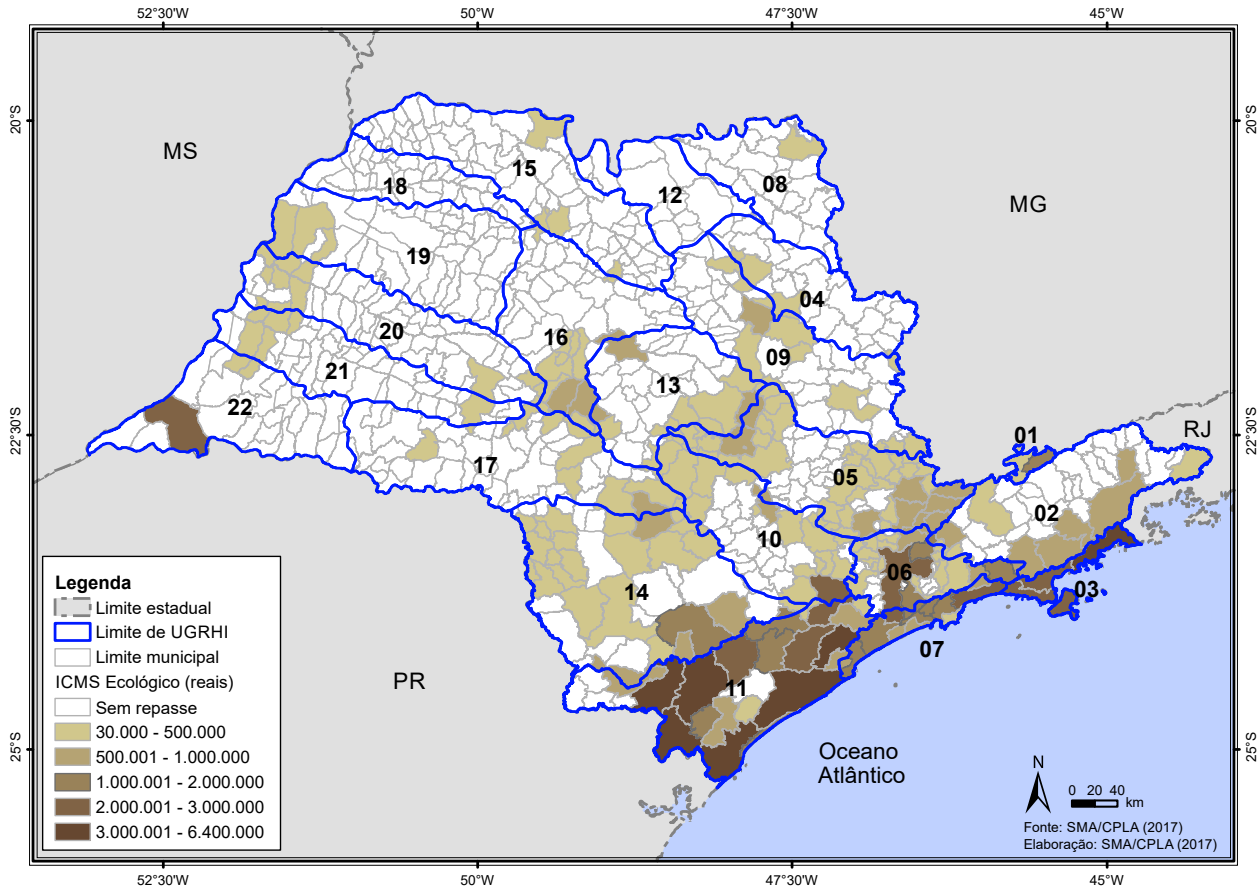 52°30'W
50°W
47°30'W
45°W
20°S
20°S
MS
MG
15
18
12
08
19
04
20
16
09
21
13
22
RJ
01
17
05
02
10
06
03
14
07
11
PR
22°30'S
22°30'S
25°S
25°S
Oceano
Atlântico
Legenda
Limite estadual
Limite de UGRHI
Limite municipal
ICMS Ecológico (reais)
Sem repasse
30.000 - 500.000
500.001 - 1.000.000
1.000.001 - 2.000.000
2.000.001 - 3.000.000
3.000.001 - 6.400.000
N
0 20 40
km
Fonte: SMA/CPLA (2017)
Elaboração: SMA/CPLA (2017)
52°30'W
50°W
47°30'W
45°W